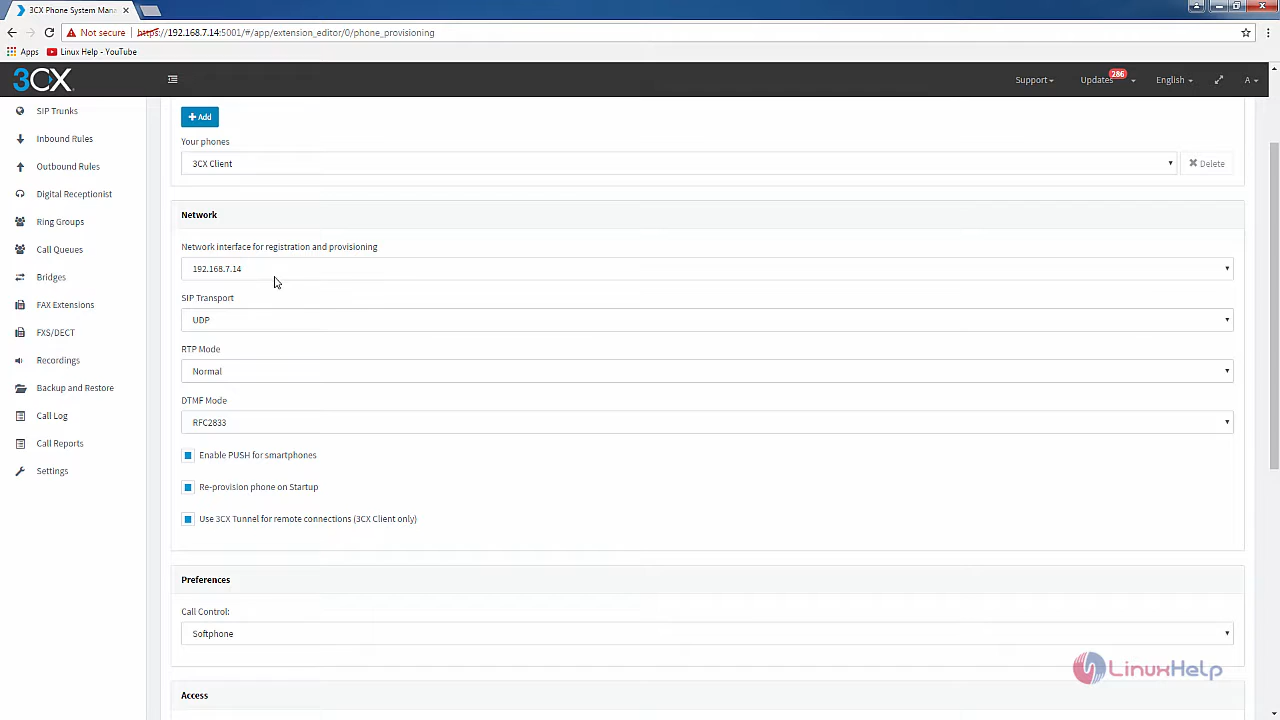 3CX Phone System Mana
Not secure https://192.168.7.14:5001/#/app/extension_editor/0/phone_provisioning
Apps Linux Help - YouTube
3CX
Support Updates 286 English A
SIP Trunks
Inbound Rules
Outbound Rules
Digital Receptionist
Ring Groups
Call Queues
Bridges
FAX Extensions
FXS/DECT
Recordings
Backup and Restore
Call Log
Call Reports
Settings
+ Add
Your phones
3CX Client
Delete
Network
Network interface for registration and provisioning
192.168.7.14
SIP Transport
UDP
RTP Mode
Normal
DTMF Mode
RFC2833
Enable PUSH for smartphones
Re-provision phone on Startup
Use 3CX Tunnel for remote connections (3CX Client only)
Preferences
Call Control:
Softphone
Access
LinuxHelp